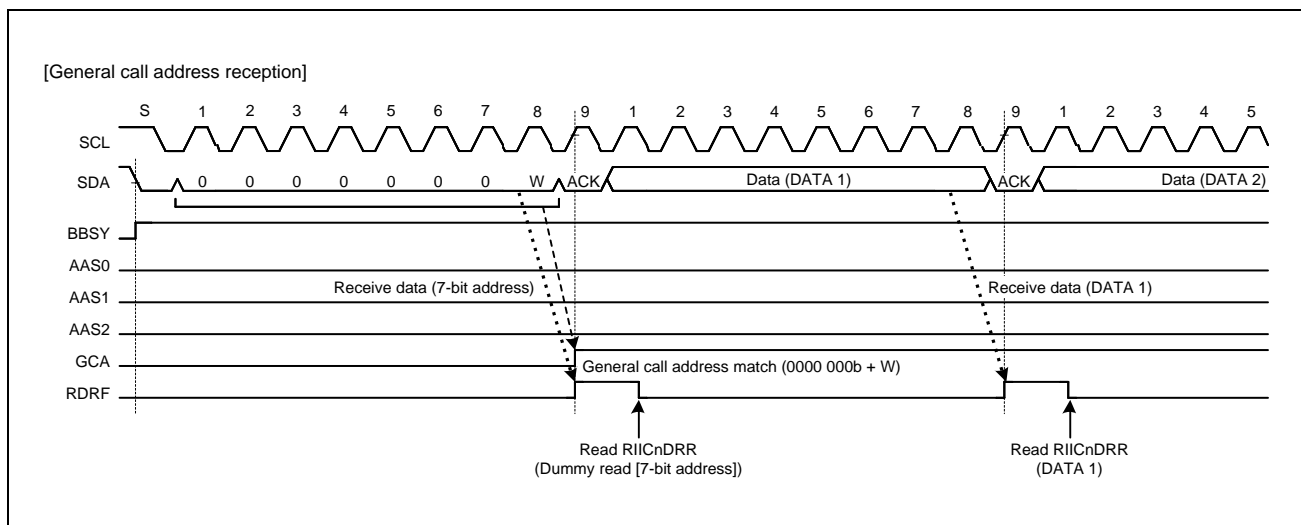 [General call address reception]
S 1 2 3 4 5 6 7 8 9 1 2 3 4 5 6 7 8 9 1 2 3 4 5
SCL
SDA 0 0 0 0 0 0 0 W ACK Data (DATA 1) ACK Data (DATA 2)
BBSY
AAS0
Receive data (7-bit address) Receive data (DATA 1)
AAS1
AAS2
GCA
General call address match (0000 000b + W)
RDRF
Read RIICnDRR Read RIICnDRR
(Dummy read [7-bit address]) (DATA 1)